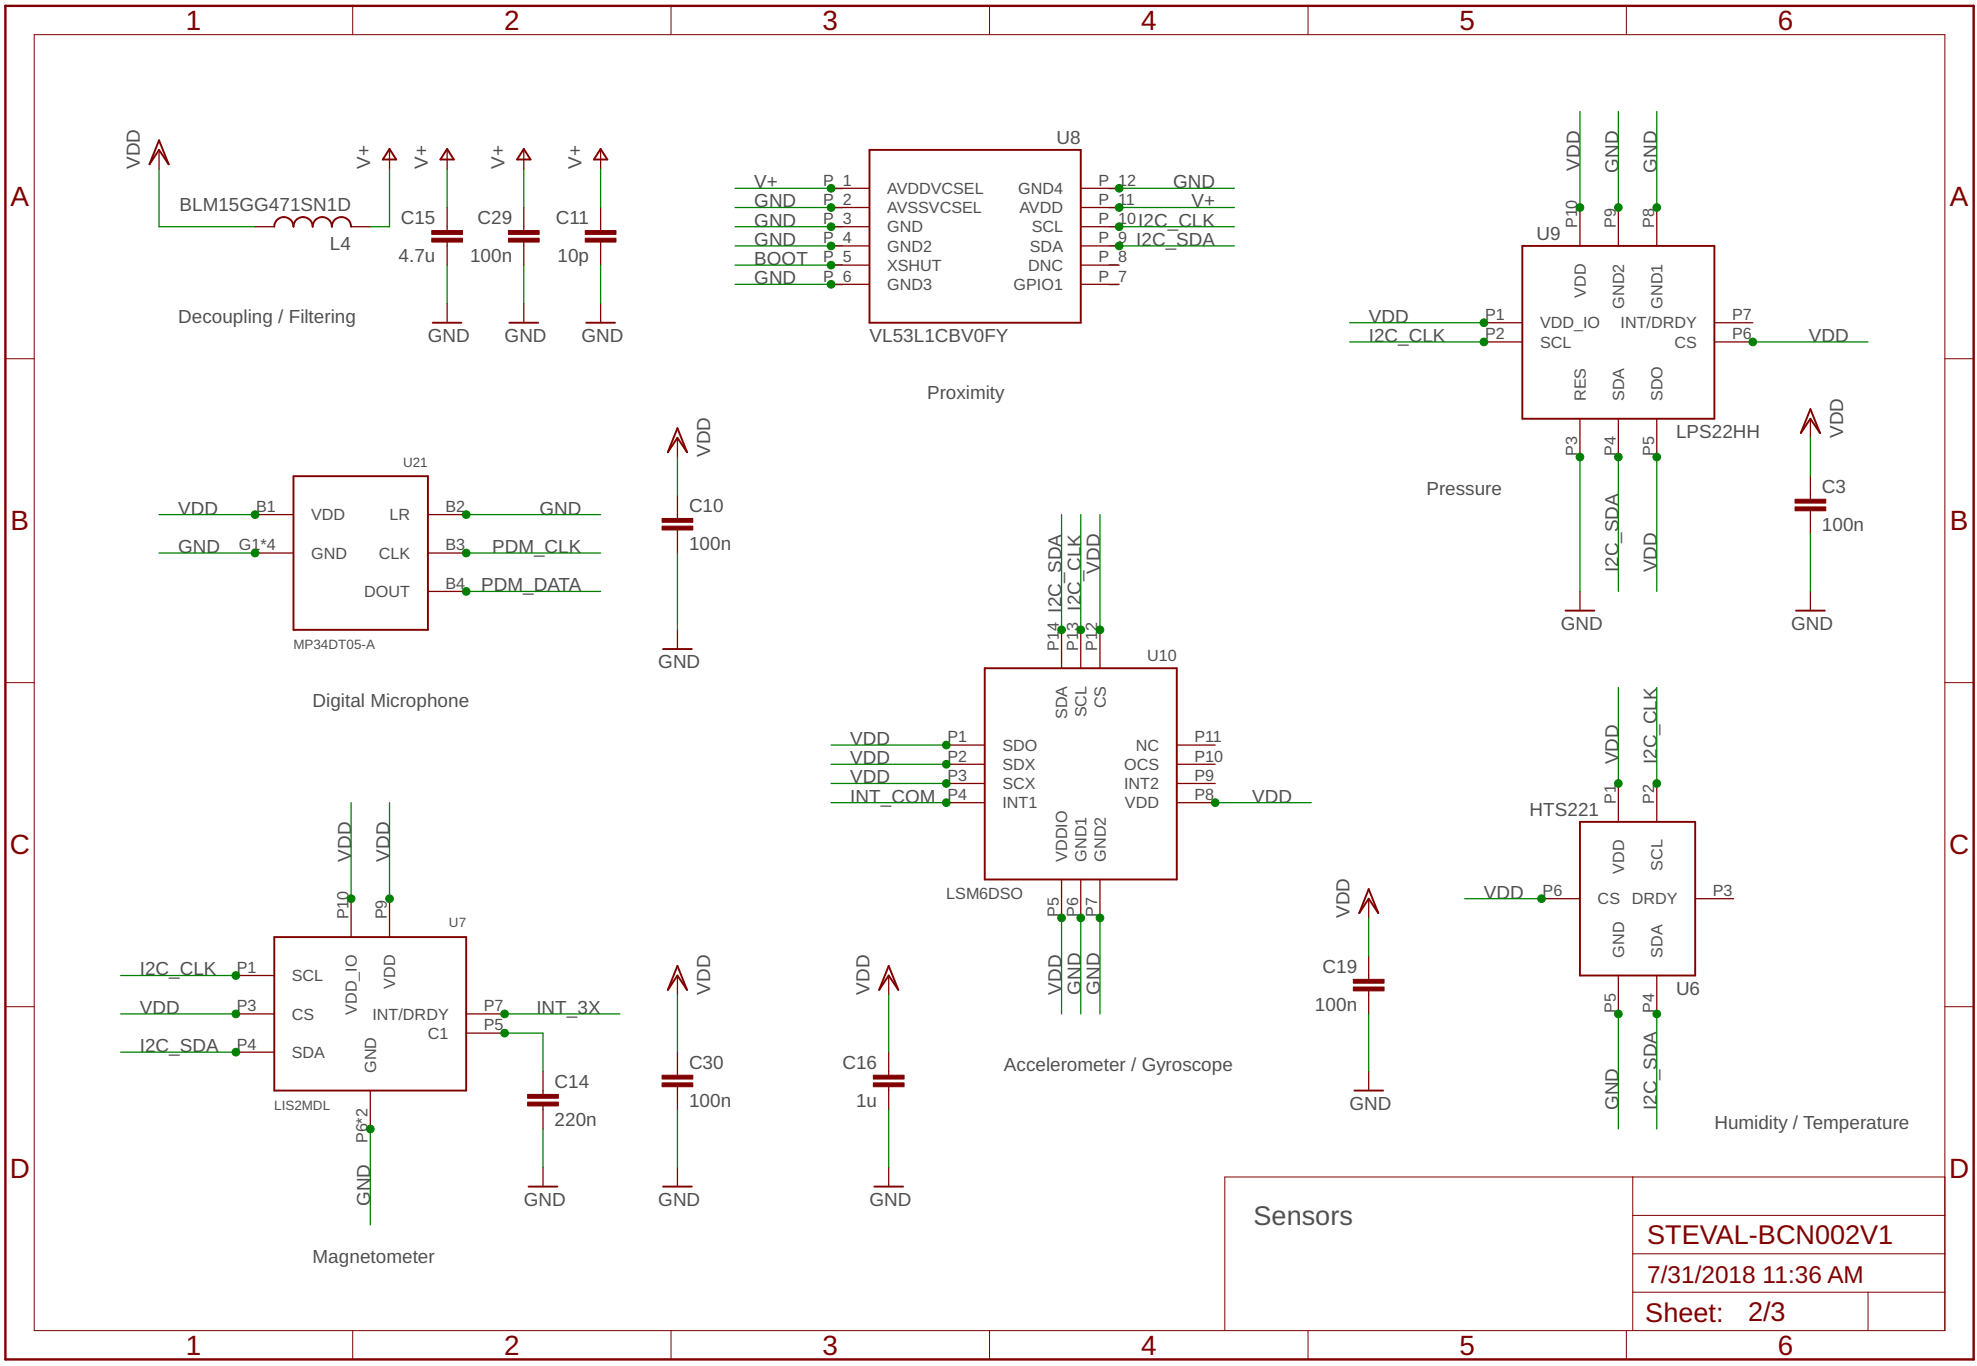 1 2 3 4 5 6
A
A
VDD
V+
V+
V+
V+
BLM15GG471SN1D
L4
C15
4.7u
C29
100n
C11
10p
GND
GND
GND
Decoupling / Filtering
U8
V+ P_1 AVDDVCSEL GND4 P_12 GND
GND P_2 AVSSVCSEL AVDD P_11 V+
GND P_3 GND SCL P_10 I2C_CLK
GND P_4 GND2 SDA P_9 I2C_SDA
BOOT P_5 XSHUT DNC P_8
GND P_6 GND3 GPIO1 P_7
VL53L1CBV0FY
Proximity
VDD GND GND
P10 P9 P8
U9
VDD GND2 GND1
VDD P1 VDD_IO INT/DRDY P7
I2C_CLK P2 SCL CS P6 VDD
RES SDA SDO
LPS22HH
P3 P4 P5
I2C_SDA VDD
GND
Pressure
VDD
C3
100n
GND
B
B
U21
VDD B1 VDD LR B2 GND
GND G1*4 GND CLK B3 PDM_CLK
DOUT B4 PDM_DATA
MP34DT05-A
Digital Microphone
VDD
C10
100n
GND
I2C_SDA I2C_CLK VDD
P14 P13 P12
U10
SDA SCL CS
VDD P1 SDO NC P11
VDD P2 SDX OCS P10
VDD P3 SCX INT2 P9
INT_COM P4 INT1 VDD P8 VDD
VDDIO GND1 GND2
LSM6DSO
P5 P6 P7
VDD GND GND
Accelerometer / Gyroscope
C
C
VDD I2C_CLK
P1 P2
HTS221
VDD SCL
VDD P6 CS DRDY P3
GND SDA
U6
P5 P4
GND I2C_SDA
Humidity / Temperature
VDD
C19
100n
GND
VDD VDD
P10 P9
U7
VDD_IO VDD
I2C_CLK P1 SCL
VDD P3 CS INT/DRDY P7 INT_3X
C1 P5
I2C_SDA P4 SDA
GND
LIS2MDL
P6*2
GND
C14
220n
GND
Magnetometer
VDD
C30
100n
GND
VDD
C16
1u
GND
D
D
Sensors
STEVAL-BCN002V1
7/31/2018 11:36 AM
Sheet: 2/3
1 2 3 4 5 6